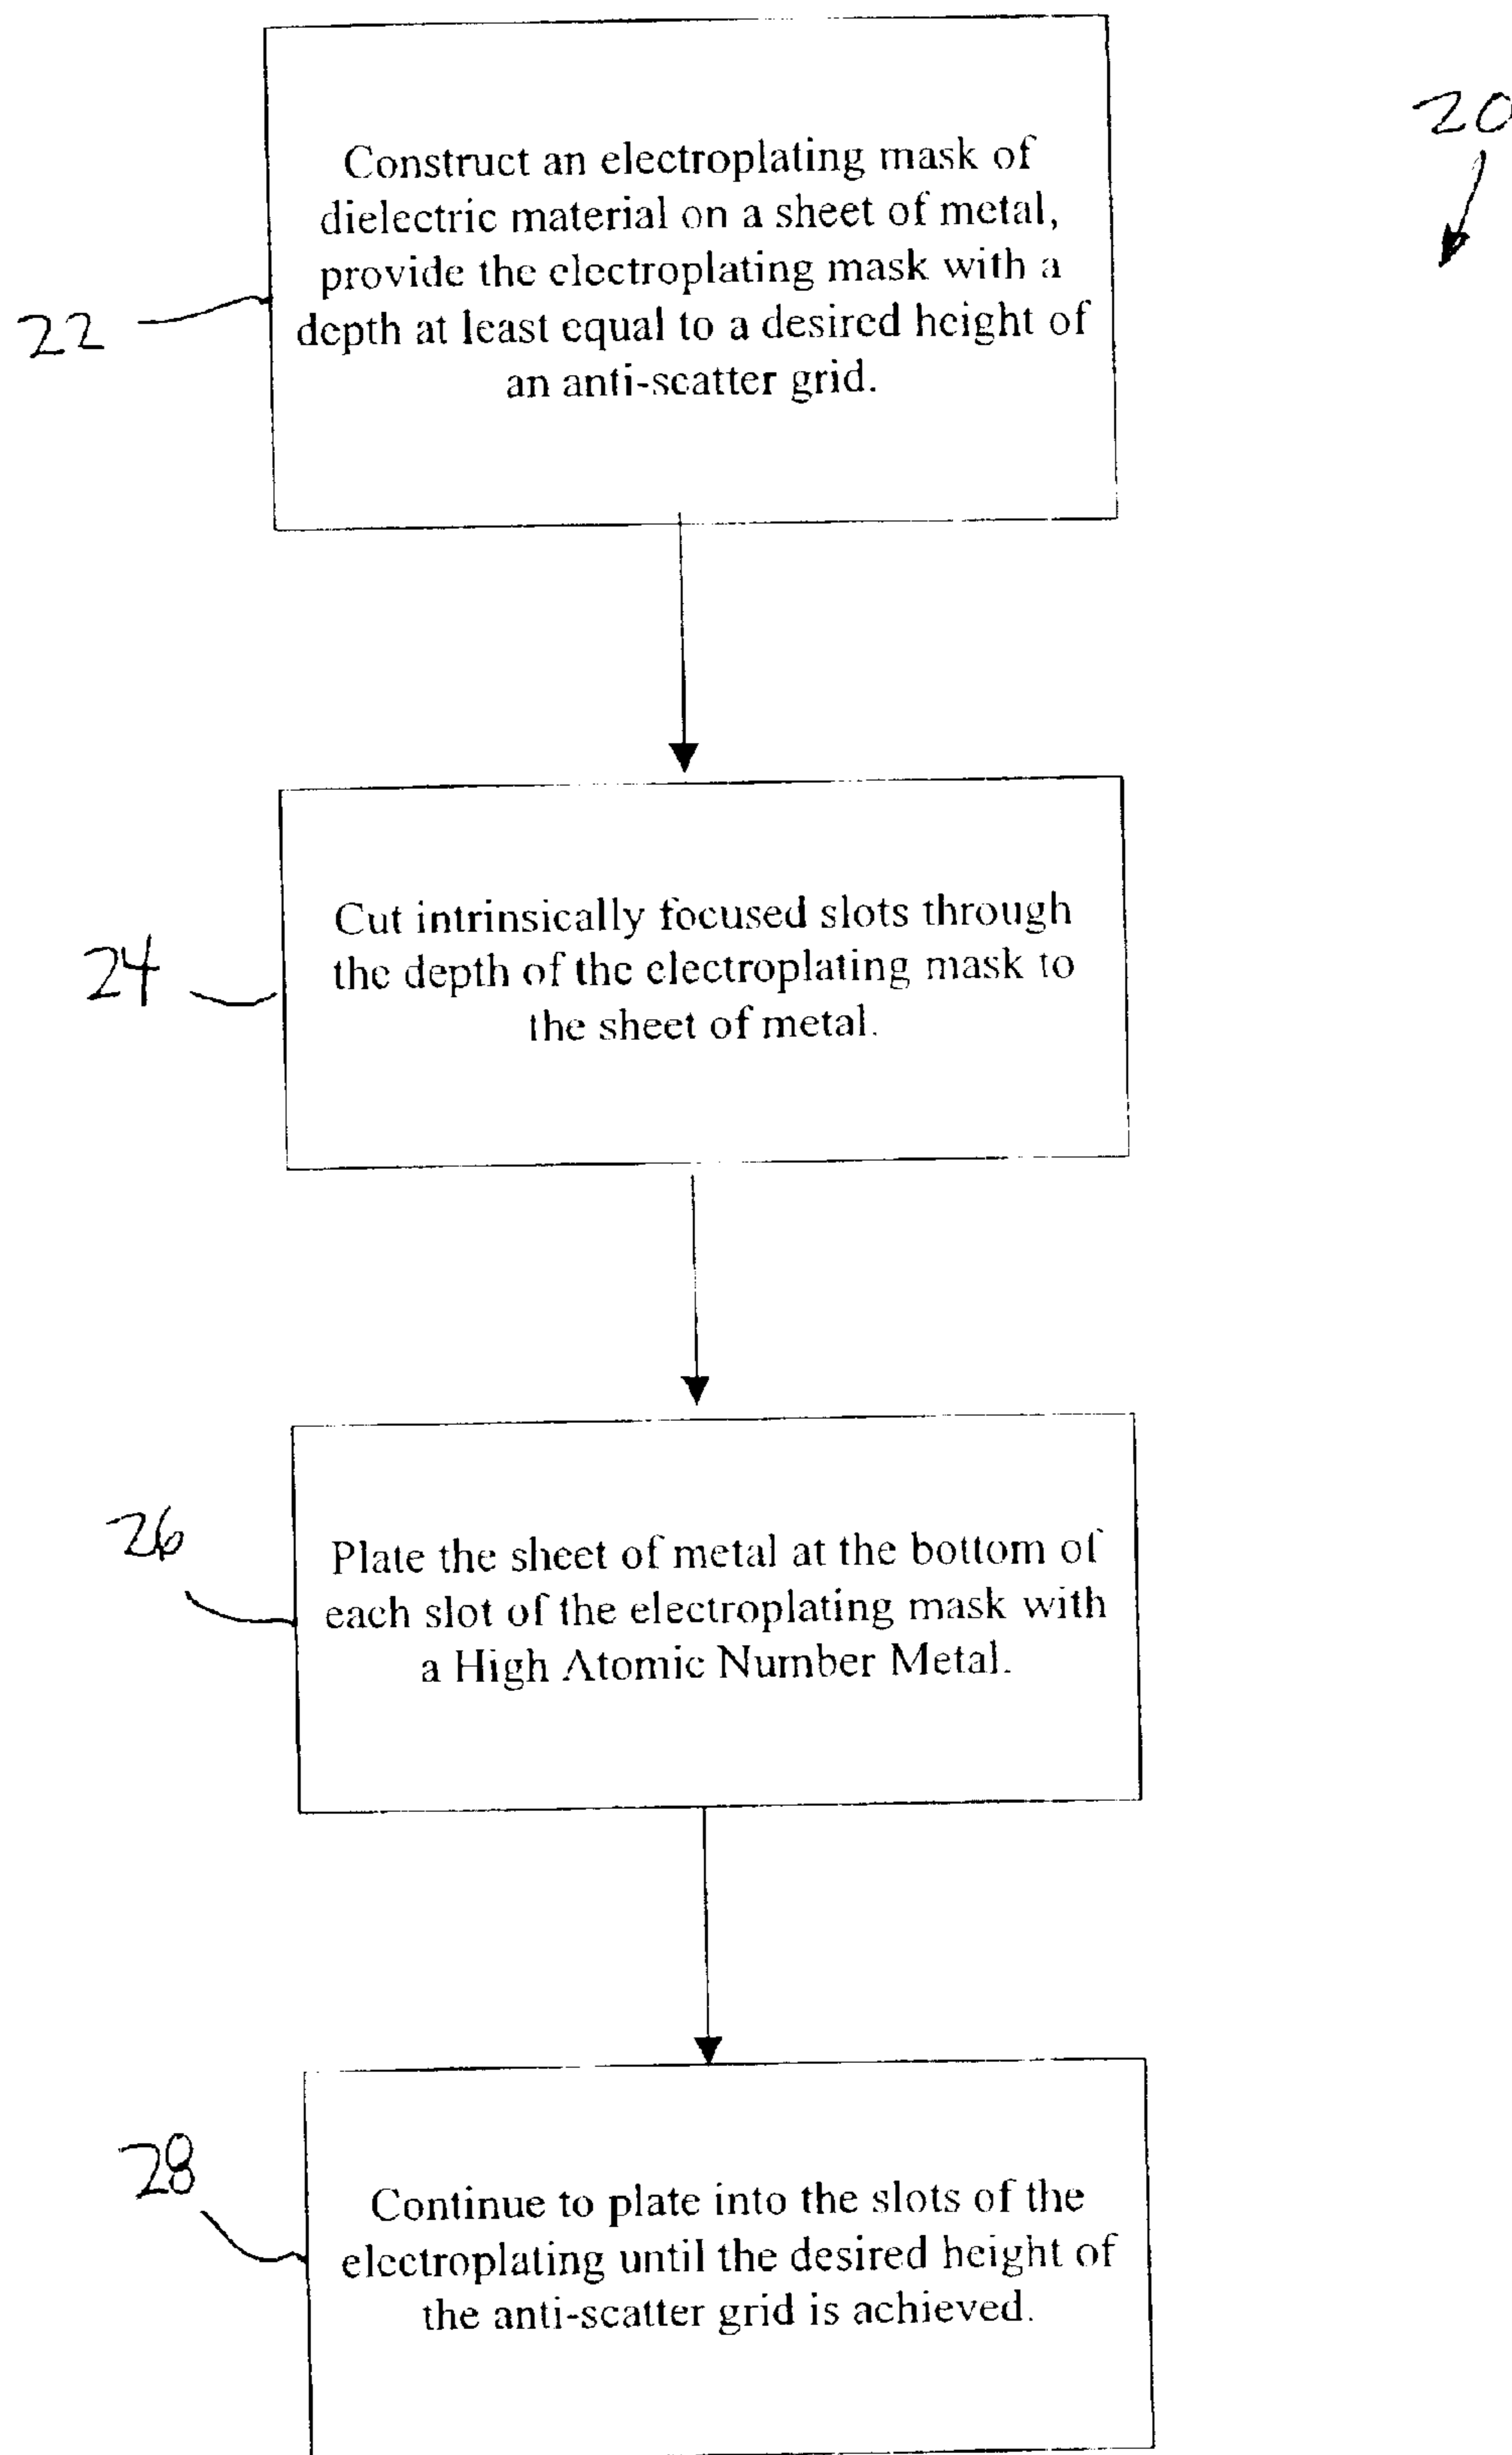 20
Construct an electroplating mask of
dielectric material on a sheet of metal,
provide the electroplating mask with a
depth at least equal to a desired height of
an anti-scatter grid.
22
Cut intrinsically focused slots through
the depth of the electroplating mask to
the sheet of metal.
24
Plate the sheet of metal at the bottom of
each slot of the electroplating mask with
a High Atomic Number Metal.
26
Continue to plate into the slots of the
electroplating until the desired height of
the anti-scatter grid is achieved.
28